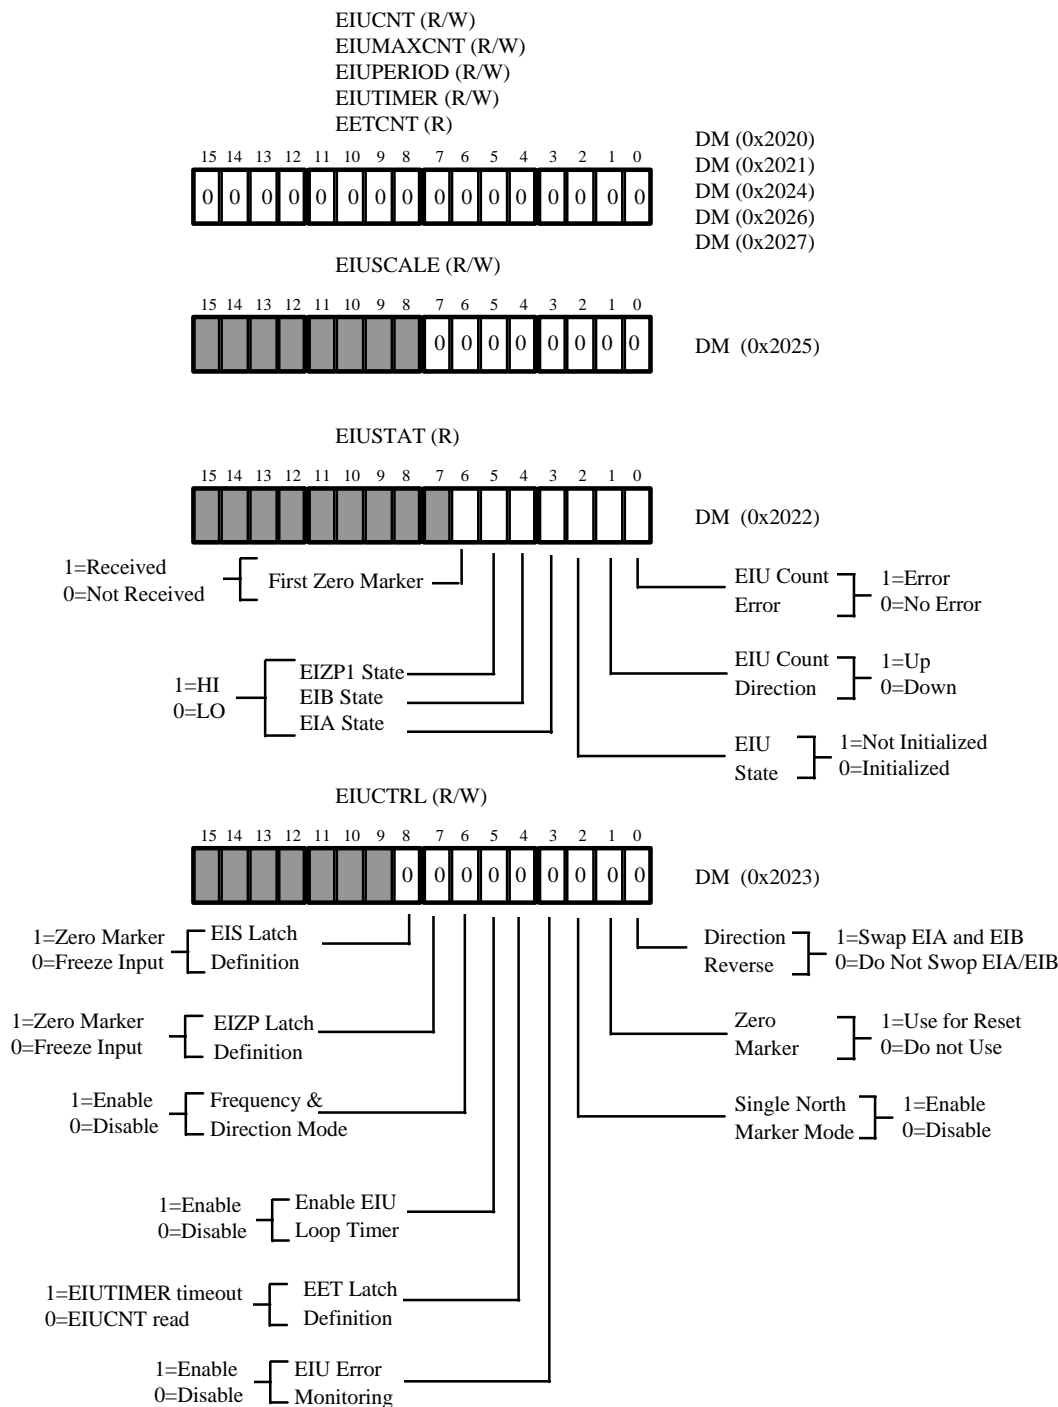 EIUCNT (R/W)
EIUMAXCNT (R/W)
EIUPERIOD (R/W)
EIUTIMER (R/W)
EETCNT (R)
DM (0x2020)
DM (0x2021)
DM (0x2024)
DM (0x2026)
DM (0x2027)
15 14 13 12 11 10 9 8 7 6 5 4 3 2 1 0
0 0 0 0 0 0 0 0 0 0 0 0 0 0 0 0
EIUSCALE (R/W)
15 14 13 12 11 10 9 8 7 6 5 4 3 2 1 0
0 0 0 0 0 0 0 0
DM (0x2025)
EIUSTAT (R)
15 14 13 12 11 10 9 8 7 6 5 4 3 2 1 0
DM (0x2022)
1=Received
0=Not Received
First Zero Marker
EIU Count
Error
1=Error
0=No Error
1=HI
0=LO
EIZP1 State
EIB State
EIA State
EIU Count
Direction
1=Up
0=Down
EIU
State
1=Not Initialized
0=Initialized
EIUCTRL (R/W)
15 14 13 12 11 10 9 8 7 6 5 4 3 2 1 0
0 0 0 0 0 0 0 0 0
DM (0x2023)
1=Zero Marker
0=Freeze Input
EIS Latch
Definition
Direction
Reverse
1=Swap EIA and EIB
0=Do Not Swop EIA/EIB
1=Zero Marker
0=Freeze Input
EIZP Latch
Definition
Zero
Marker
1=Use for Reset
0=Do not Use
1=Enable
0=Disable
Frequency &
Direction Mode
Single North
Marker Mode
1=Enable
0=Disable
1=Enable
0=Disable
Enable EIU
Loop Timer
1=EIUTIMER timeout
0=EIUCNT read
EET Latch
Definition
1=Enable
0=Disable
EIU Error
Monitoring